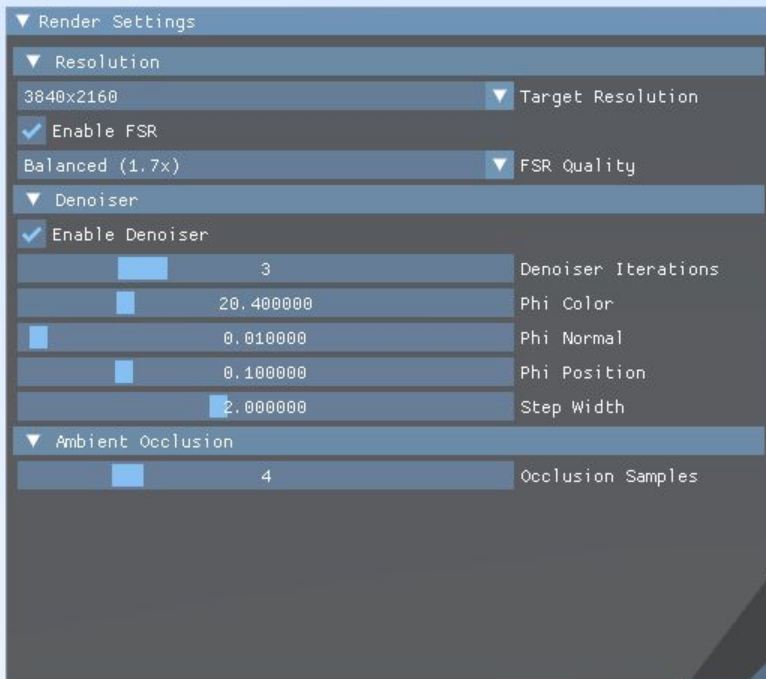 Render Settings
Resolution
3840x2160 Target Resolution
Enable FSR
Balanced (1.7x) FSR Quality
Denoiser
Enable Denoiser
3 Denoiser Iterations
20.400000 Phi Color
0.010000 Phi Normal
0.100000 Phi Position
2.000000 Step Width
Ambient Occlusion
4 Occlusion Samples